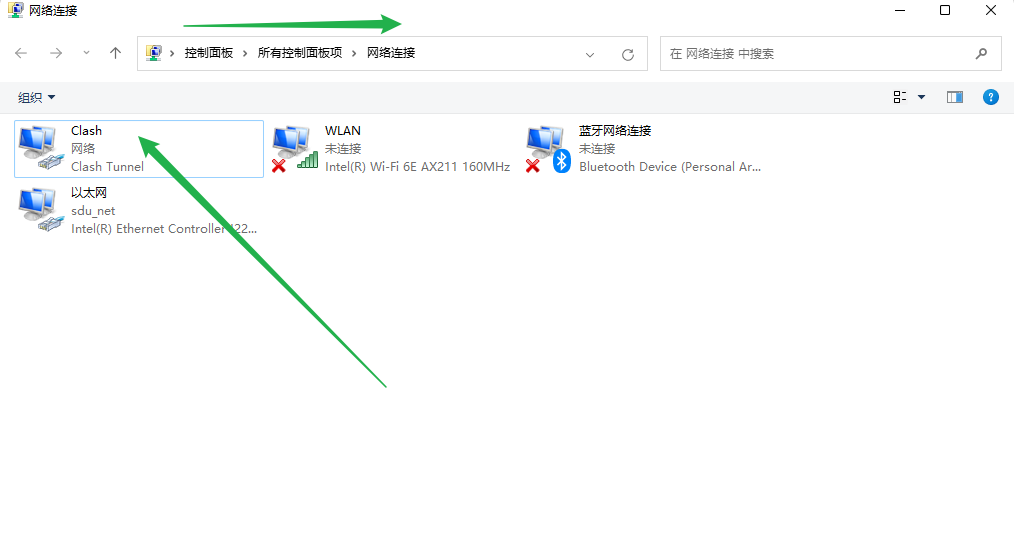 网络连接
控制面板 › 所有控制面板项 › 网络连接
在 网络连接 中搜索
组织
Clash
网络
Clash Tunnel
WLAN
未连接
Intel(R) Wi-Fi 6E AX211 160MHz
蓝牙网络连接
未连接
Bluetooth Device (Personal Ar...
以太网
sdu_net
Intel(R) Ethernet Controller I22...